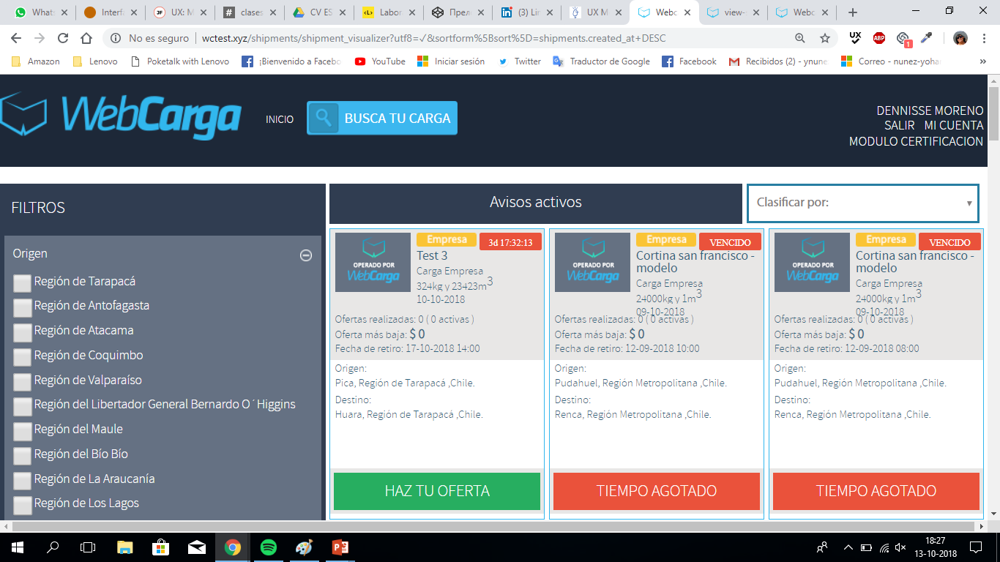 Whats
Interfa
UX: M
clases
CV ES
Labor
Прел
(3) Lin
UX M
Webc
view-
Webc
No es seguro
wctest.xyz/shipments/shipment_visualizer?utf8=✓&sortform%5Bsort%5D=shipments.created_at+DESC
UX
ABP
1
Amazon
Lenovo
Poketalk with Lenovo
¡Bienvenido a Facebo
YouTube
Iniciar sesión
Twitter
Traductor de Google
Facebook
Recibidos (2) - ynune
Correo - nunez-yoha
»
WebCarga
INICIO
BUSCA TU CARGA
DENNISSE MORENO
SALIR MI CUENTA
MODULO CERTIFICACION
FILTROS
Origen
Región de Tarapacá
Región de Antofagasta
Región de Atacama
Región de Coquimbo
Región de Valparaíso
Región del Libertador General Bernardo O´Higgins
Región del Maule
Región del Bío Bío
Región de La Araucanía
Región de Los Lagos
Avisos activos
Clasificar por:
OPERADO POR
WebCarga
Empresa
3d 17:32:13
Test 3
Carga Empresa
324kg y 23423m3
10-10-2018
Ofertas realizadas: 0 ( 0 activas )
Oferta más baja: $ 0
Fecha de retiro: 17-10-2018 14:00
Origen:
Pica, Región de Tarapacá ,Chile.
Destino:
Huara, Región de Tarapacá ,Chile.
HAZ TU OFERTA
OPERADO POR
WebCarga
Empresa
VENCIDO
Cortina san francisco -
modelo
Carga Empresa
24000kg y 1m3
09-10-2018
Ofertas realizadas: 0 ( 0 activas )
Oferta más baja: $ 0
Fecha de retiro: 12-09-2018 10:00
Origen:
Pudahuel, Región Metropolitana ,Chile.
Destino:
Renca, Región Metropolitana ,Chile.
TIEMPO AGOTADO
OPERADO POR
WebCarga
Empresa
VENCIDO
Cortina san francisco -
modelo
Carga Empresa
24000kg y 1m3
09-10-2018
Ofertas realizadas: 0 ( 0 activas )
Oferta más baja: $ 0
Fecha de retiro: 12-09-2018 08:00
Origen:
Pudahuel, Región Metropolitana ,Chile.
Destino:
Renca, Región Metropolitana ,Chile.
TIEMPO AGOTADO
18:27
13-10-2018